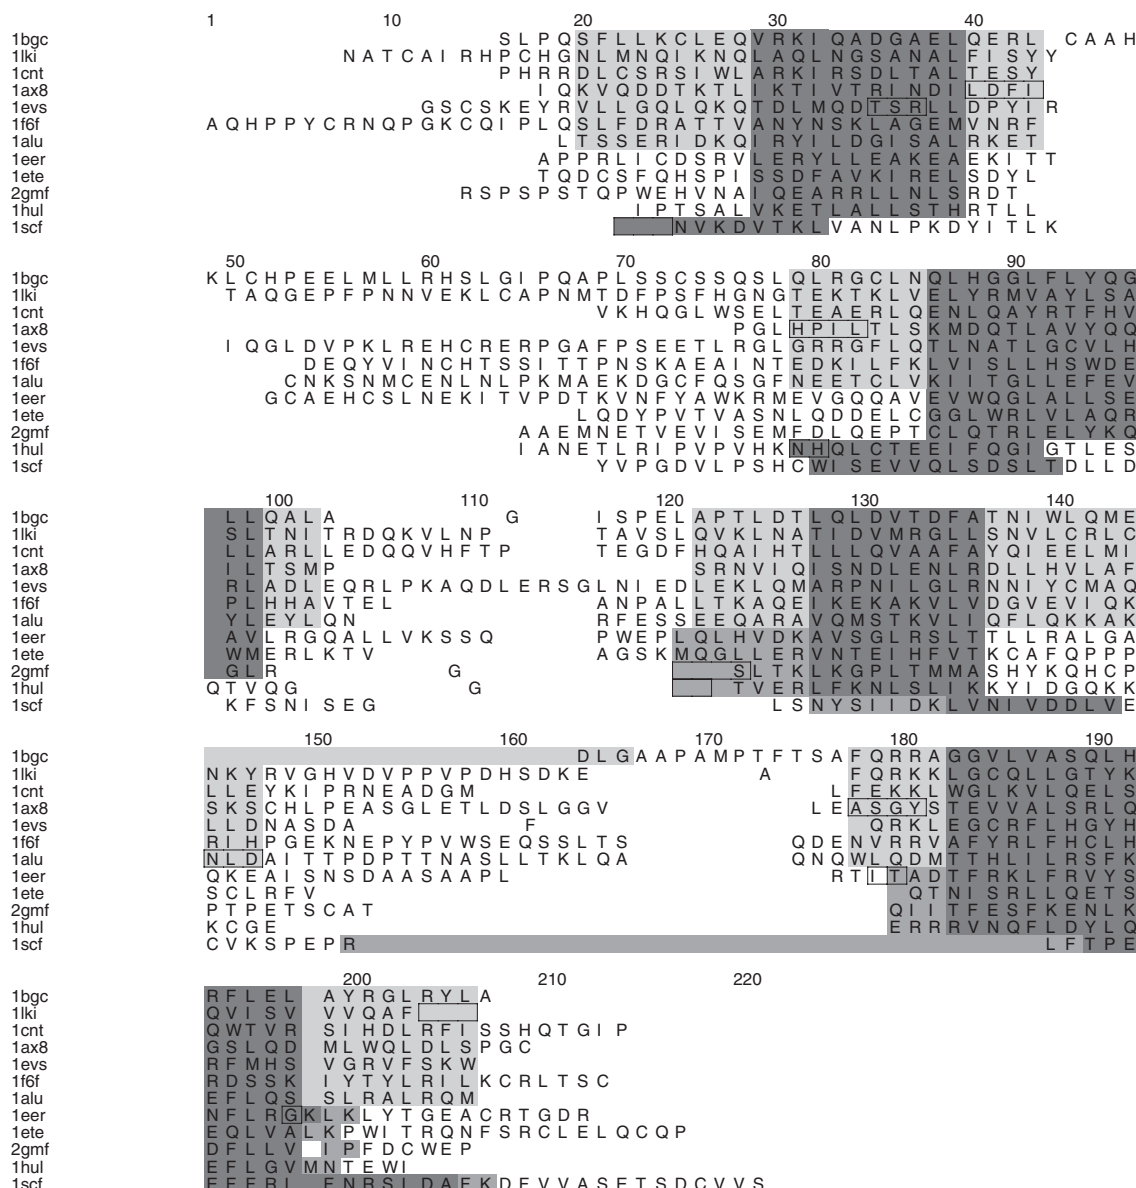 1 10 20 30 40
1bgc S L P Q S F L L K C L E Q V R K I Q A D G A E L Q E R L C A A H
1lki N A T C A I R H P C H G N L M N Q I K N Q L A Q L N G S A N A L F I S Y Y
1cnt P H R R D L C S R S I W L A R K I R S D L T A L T E S Y
1ax8 I Q K V Q D D T K T L I K T I V T R I N D I L D F I
1evs G S C S K E Y R V L L G Q L Q K Q T D L M Q D T S R L L D P Y I R
1f6f A Q H P P Y C R N Q P G K C Q I P L Q S L F D R A T T V A N Y N S K L A G E M V N R F
1alu L T S S E R I D K Q I R Y I L D G I S A L R K E T
1eer A P P R L I C D S R V L E R Y L L E A K E A E K I T T
1ete T Q D C S F Q H S P I S S D F A V K I R E L S D Y L
2gmf R S P S P S T Q P W E H V N A I Q E A R R L L N L S R D T
1hul I P T S A L V K E T L A L L S T H R T L L
1scf N V K D V T K L V A N L P K D Y I T L K
50 60 70 80 90
1bgc K L C H P E E L M L L R H S L G I P Q A P L S S C S S Q S L Q L R G C L N Q L H G G L F L Y Q G
1lki T A Q G E P F P N N V E K L C A P N M T D F P S F H G N G T E K T K L V E L Y R M V A Y L S A
1cnt V K H Q G L W S E L T E A E R L Q E N L Q A Y R T F H V
1ax8 P G L H P I L T L S K M D Q T L A V Y Q Q
1evs I Q G L D V P K L R E H C R E R P G A F P S E E T L R G L G R R G F L Q T L N A T L G C V L H
1f6f D E Q Y V I N C H T S S I T T P N S K A E A I N T E D K I L F K L V I S L L H S W D E
1alu C N K S N M C E N L N L P K M A E K D G C F Q S G F N E E T C L V K I I T G L L E F E V
1eer G C A E H C S L N E K I T V P D T K V N F Y A W K R M E V G Q Q A V E V W Q G L A L L S E
1ete L Q D Y P V T V A S N L Q D D E L C G G L W R L V L A Q R
2gmf A A E M N E T V E V I S E M F D L Q E P T C L Q T R L E L Y K Q
1hul I A N E T L R I P V P V H K N H Q L C T E E I F Q G I G T L E S
1scf Y V P G D V L P S H C W I S E V V Q L S D S L T D L L D
100 110 120 130 140
1bgc L L Q A L A G I S P E L A P T L D T L Q L D V T D F A T N I W L Q M E
1lki S L T N I T R D Q K V L N P T A V S L Q V K L N A T I D V M R G L L S N V L C R L C
1cnt L L A R L L E D Q Q V H F T P T E G D F H Q A I H T L L L Q V A A F A Y Q I E E L M I
1ax8 I L T S M P S R N V I Q I S N D L E N L R D L L H V L A F
1evs R L A D L E Q R L P K A Q D L E R S G L N I E D L E K L Q M A R P N I L G L R N N I Y C M A Q
1f6f P L H H A V T E L A N P A L L T K A Q E I K E K A K V L V D G V E V I Q K
1alu Y L E Y L Q N R F E S S E E Q A R A V Q M S T K V L I Q F L Q K K A K
1eer A V L R G Q A L L V K S S Q P W E P L Q L H V D K A V S G L R S L T T L L R A L G A
1ete W M E R L K T V A G S K M Q G L L E R V N T E I H F V T K C A F Q P P P
2gmf G L R G S L T K L K G P L T M M A S H Y K Q H C P
1hul Q T V Q G G T V E R L F K N L S L I K K Y I D G Q K K
1scf K F S N I S E G L S N Y S I I D K L V N I V D D L V E
150 160 170 180 190
1bgc D L G A A P A M P T F T S A F Q R R A G G V L V A S Q L H
1lki N K Y R V G H V D V P P V P D H S D K E A F Q R K K L G C Q L L G T Y K
1cnt L L E Y K I P R N E A D G M L F E K K L W G L K V L Q E L S
1ax8 S K S C H L P E A S G L E T L D S L G G V L E A S G Y S T E V V A L S R L Q
1evs L L D N A S D A F Q R K L E G C R F L H G Y H
1f6f R I H P G E K N E P Y P V W S E Q S S L T S Q D E N V R R V A F Y R L F H C L H
1alu N L D A I T T P D P T T N A S L L T K L Q A Q N Q W L Q D M T T H L I L R S F K
1eer Q K E A I S N S D A A S A A P L R T I T A D T F R K L F R V Y S
1ete S C L R F V Q T N I S R L L Q E T S
2gmf P T P E T S C A T Q I I T F E S F K E N L K
1hul K C G E E R R R V N Q F L D Y L Q
1scf C V K S P E P R L F T P E
200 210 220
1bgc R F L E L A Y R G L R Y L A
1lki Q V I S V V V Q A F
1cnt Q W T V R S I H D L R F I S S H Q T G I P
1ax8 G S L Q D M L W Q L D L S P G C
1evs R F M H S V G R V F S K W
1f6f R D S S K I Y T Y L R I L K C R L T S C
1alu E F L Q S S L R A L R Q M
1eer N F L R G K L K L Y T G E A C R T G D R
1ete E Q L V A L K P W I T R Q N F S R C L E L Q C Q P
2gmf D F L L V I P F D C W E P
1hul E F L G V M N T E W I
1scf E F F R I F N R S I D A F K D F V V A S F T S D C V V S